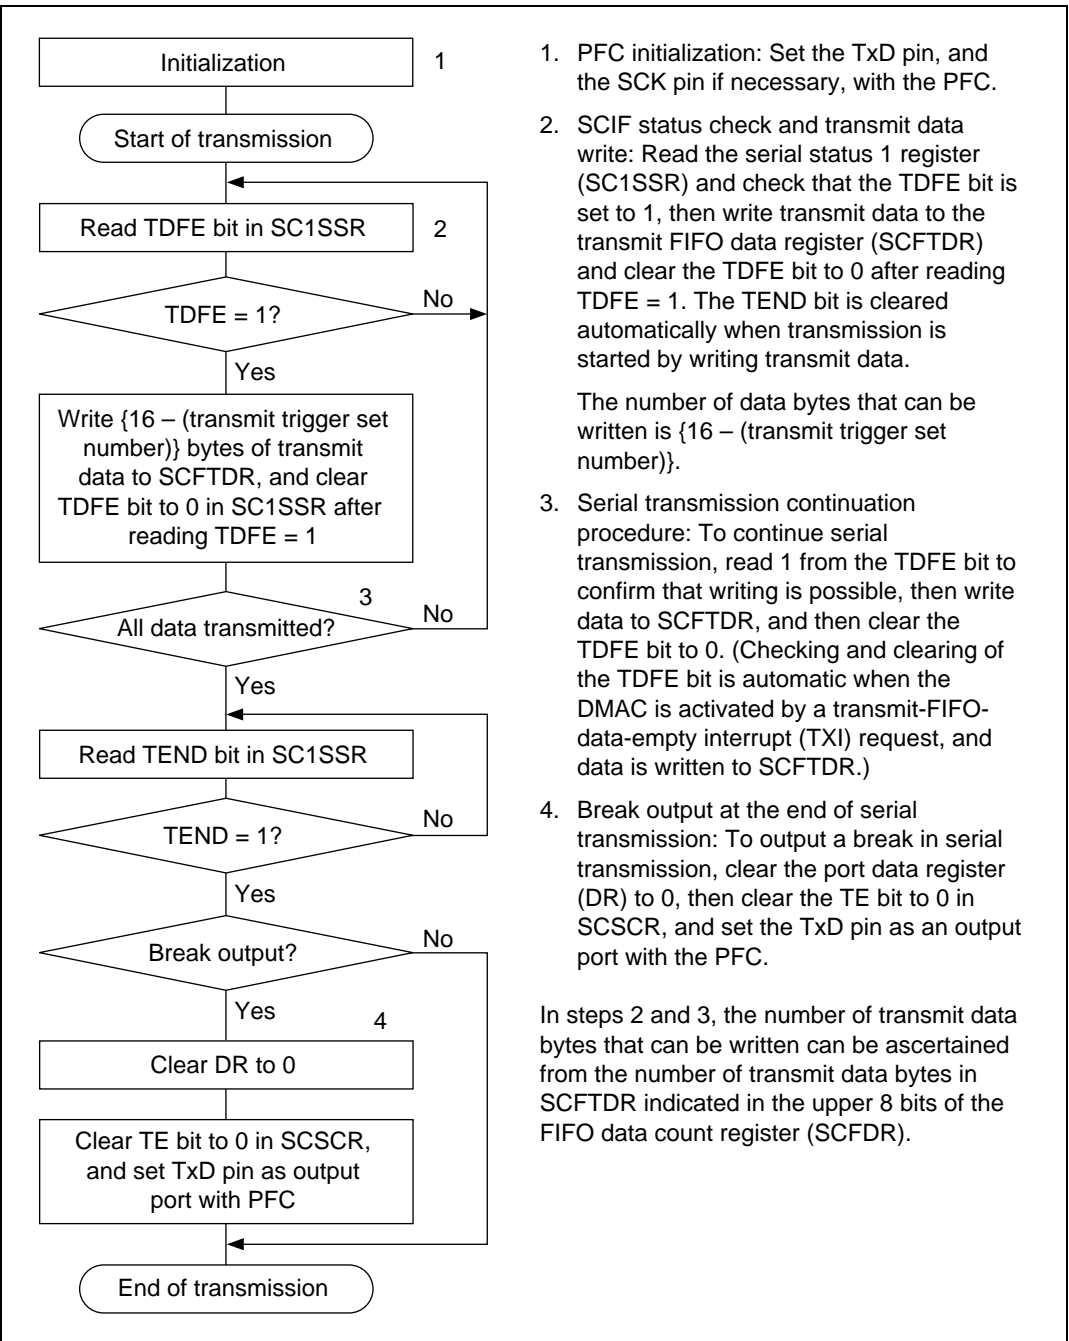 Initialization
1
Start of transmission
Read TDFE bit in SC1SSR
2
TDFE = 1?
No
Yes
Write {16 – (transmit trigger set
number)} bytes of transmit
data to SCFTDR, and clear
TDFE bit to 0 in SC1SSR after
reading TDFE = 1
3
All data transmitted?
No
Yes
Read TEND bit in SC1SSR
TEND = 1?
No
Yes
Break output?
No
Yes
4
Clear DR to 0
Clear TE bit to 0 in SCSCR,
and set TxD pin as output
port with PFC
End of transmission
1. PFC initialization: Set the TxD pin, and
the SCK pin if necessary, with the PFC.
2. SCIF status check and transmit data
write: Read the serial status 1 register
(SC1SSR) and check that the TDFE bit is
set to 1, then write transmit data to the
transmit FIFO data register (SCFTDR)
and clear the TDFE bit to 0 after reading
TDFE = 1. The TEND bit is cleared
automatically when transmission is
started by writing transmit data.
The number of data bytes that can be
written is {16 – (transmit trigger set
number)}.
3. Serial transmission continuation
procedure: To continue serial
transmission, read 1 from the TDFE bit to
confirm that writing is possible, then write
data to SCFTDR, and then clear the
TDFE bit to 0. (Checking and clearing of
the TDFE bit is automatic when the
DMAC is activated by a transmit-FIFO-
data-empty interrupt (TXI) request, and
data is written to SCFTDR.)
4. Break output at the end of serial
transmission: To output a break in serial
transmission, clear the port data register
(DR) to 0, then clear the TE bit to 0 in
SCSCR, and set the TxD pin as an output
port with the PFC.
In steps 2 and 3, the number of transmit data
bytes that can be written can be ascertained
from the number of transmit data bytes in
SCFTDR indicated in the upper 8 bits of the
FIFO data count register (SCFDR).